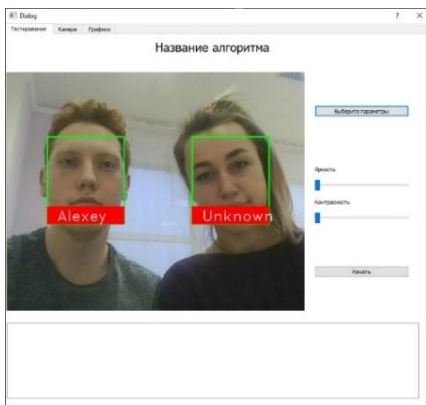 Dialog
? ×
Тестирование Камера Графики
Название алгоритма
Выберите параметры
Яркость
Контрастность
Alexey Unknown
Начать